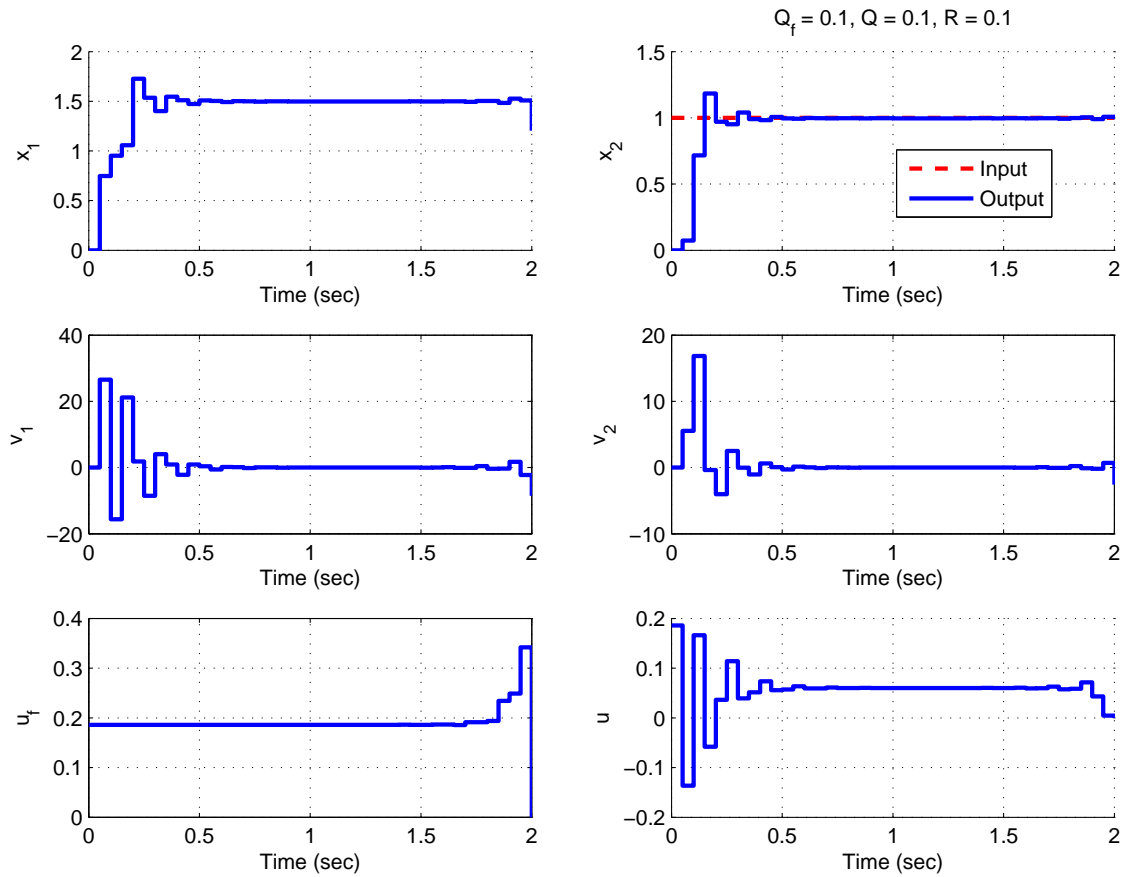 Q_f = 0.1, Q = 0.1, R = 0.1
2
1.5
1
0.5
0
x_1
0 0.5 1 1.5 2
Time (sec)
1.5
1
0.5
0
x_2
Input
Output
0 0.5 1 1.5 2
Time (sec)
40
20
0
−20
v_1
0 0.5 1 1.5 2
Time (sec)
20
10
0
−10
v_2
0 0.5 1 1.5 2
Time (sec)
0.4
0.3
0.2
0.1
0
u_f
0 0.5 1 1.5 2
Time (sec)
0.2
0.1
0
−0.1
−0.2
u
0 0.5 1 1.5 2
Time (sec)